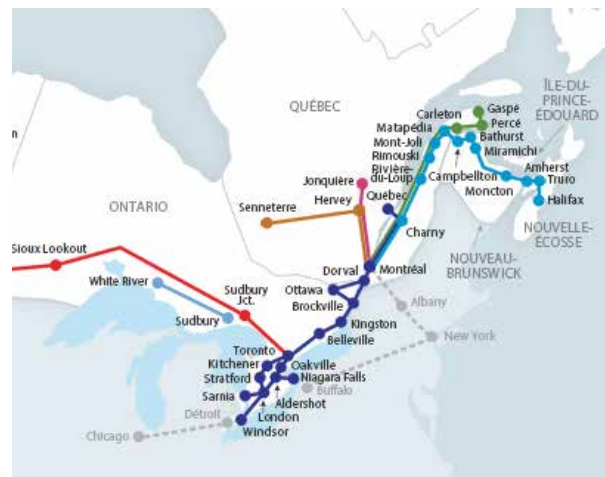 ÎLE-DU-
PRINCE-
ÉDOUARD
QUÉBEC
Carleton
Gaspé
Matapédia
Percé
Mont-Joli
Bathurst
Rimouski
Miramichi
Rivière-
du-Loup
Campbellton
Amherst
Jonquière
Moncton
Truro
Hervey
Québec
Halifax
Senneterre
ONTARIO
Charny
NOUVELLE-
ÉCOSSE
Sioux Lookout
NOUVEAU-
BRUNSWICK
Dorval
Montréal
White River
Sudbury
Jct.
Ottawa
Albany
Sudbury
Brockville
Kingston
New York
Belleville
Toronto
Kitchener
Oakville
Stratford
Niagara Falls
Buffalo
Sarnia
Aldershot
Détroit
London
Chicago
Windsor